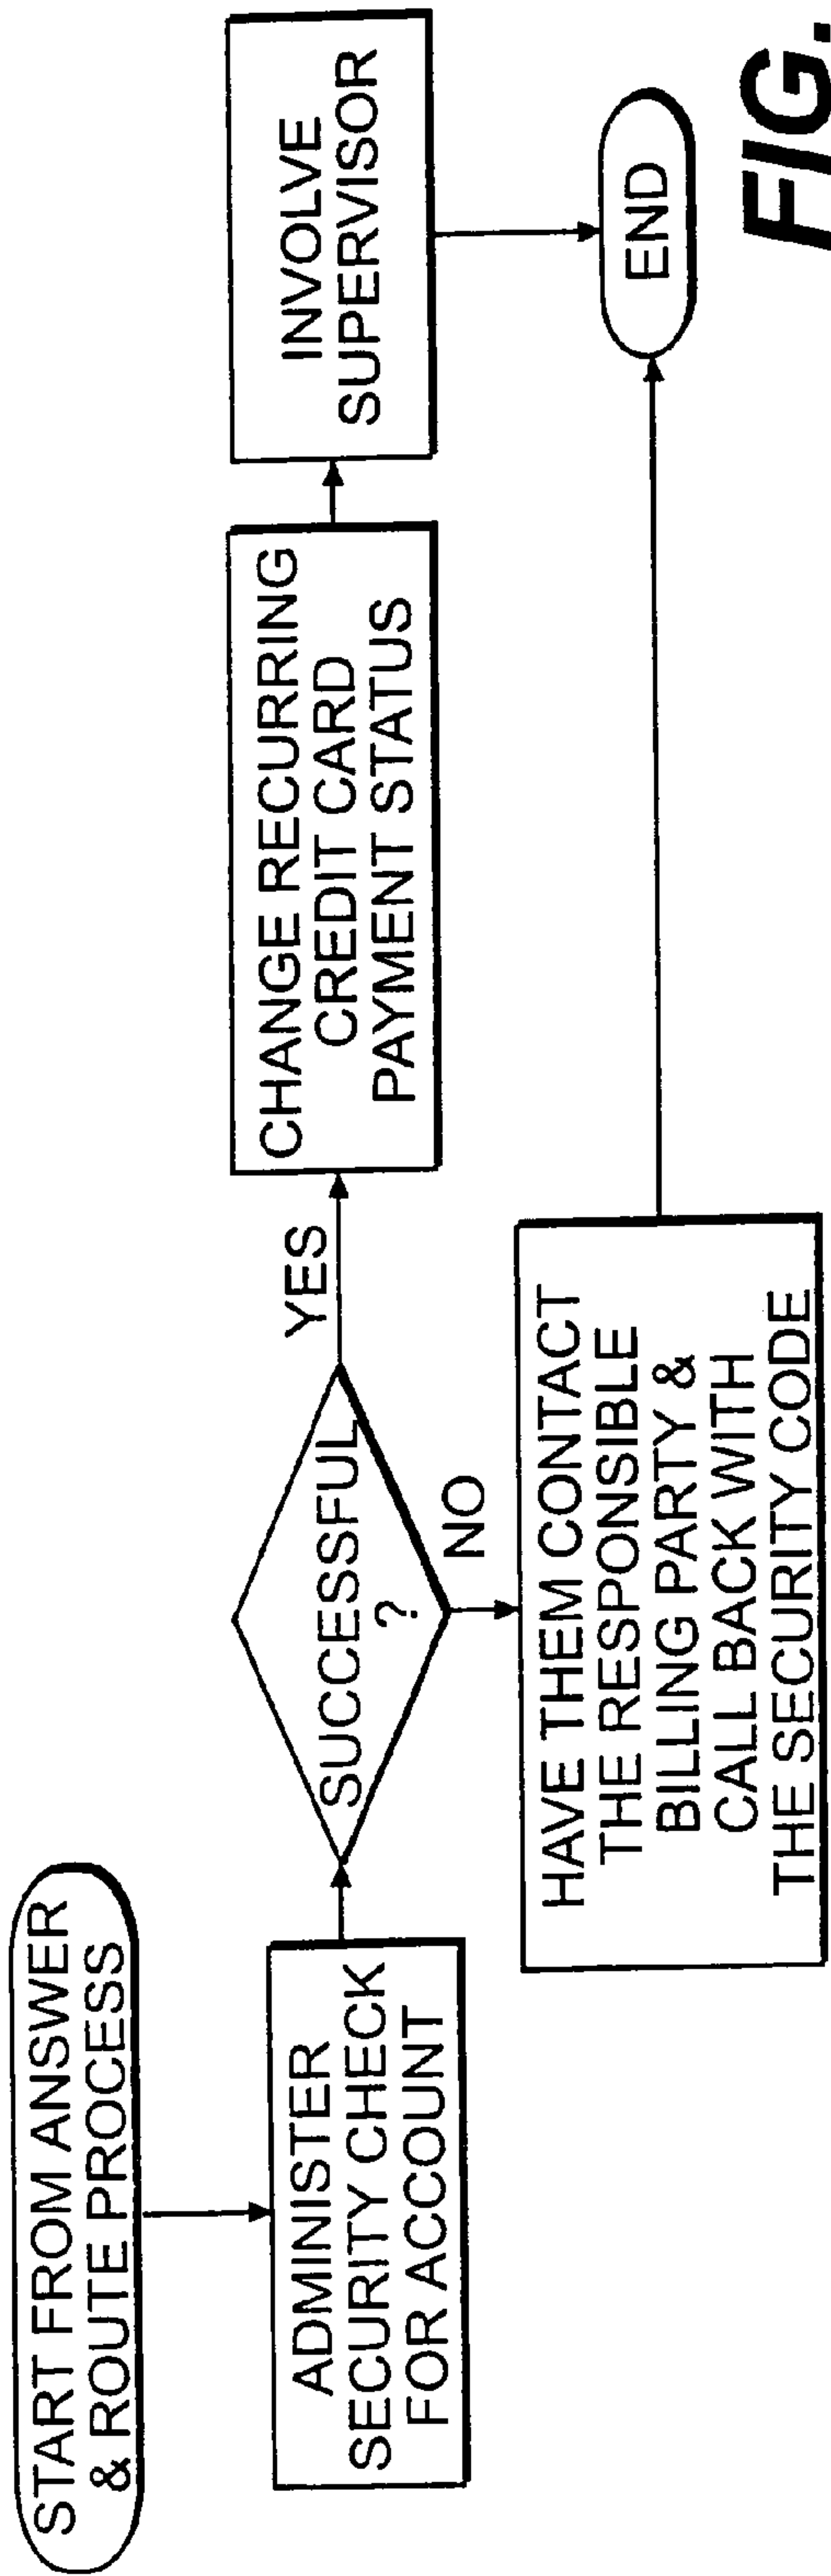 START FROM ANSWER
& ROUTE PROCESS
ADMINISTER
SECURITY CHECK
FOR ACCOUNT
SUCCESSFUL
?
YES
NO
CHANGE RECURRING
CREDIT CARD
PAYMENT STATUS
INVOLVE
SUPERVISOR
HAVE THEM CONTACT
THE RESPONSIBLE
BILLING PARTY &
CALL BACK WITH
THE SECURITY CODE
END
FIG.